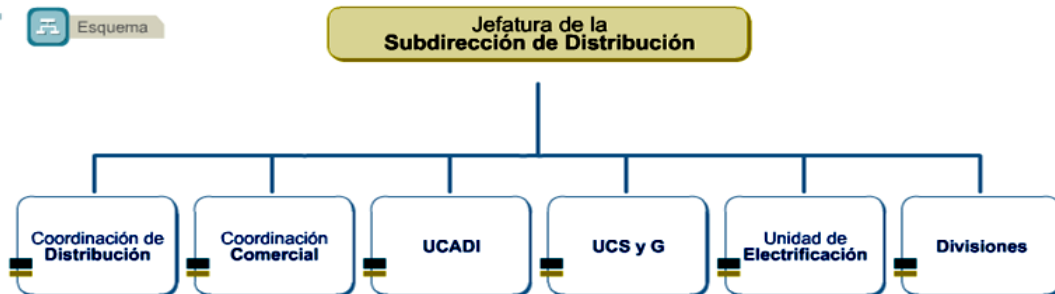 Esquema
Jefatura de la
Subdirección de Distribución
Coordinación de
Distribución
Coordinación
Comercial
UCADI
UCS y G
Unidad de
Electrificación
Divisiones